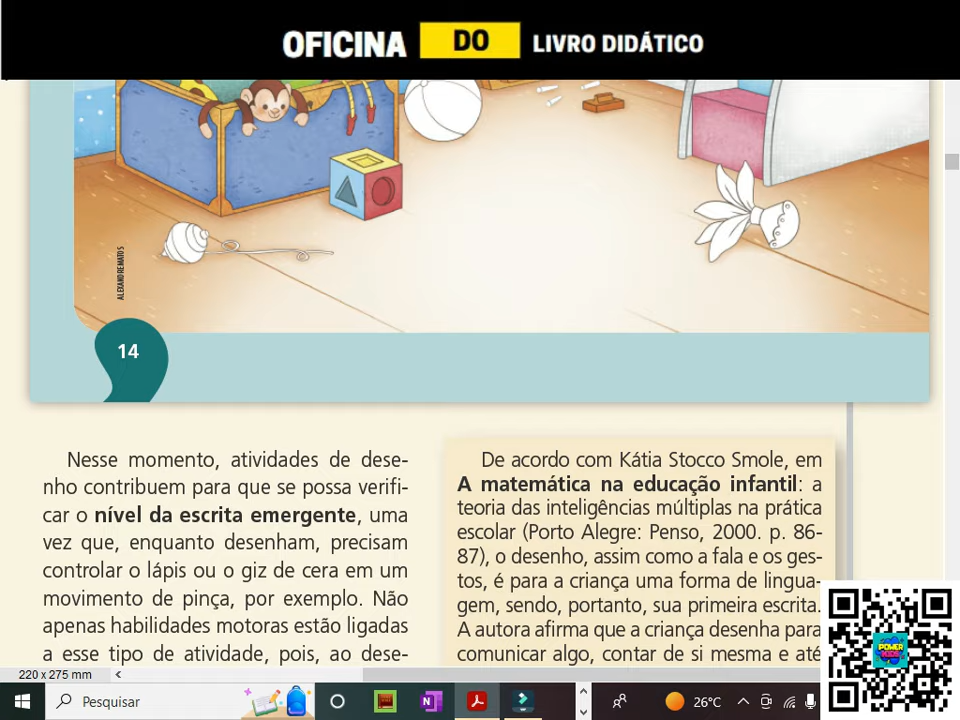 OFICINA DO LIVRO DIDÁTICO
ALEXANDRE MATOS
14
Nesse momento, atividades de dese-
nho contribuem para que se possa verifi-
car o nível da escrita emergente, uma
vez que, enquanto desenham, precisam
controlar o lápis ou o giz de cera em um
movimento de pinça, por exemplo. Não
apenas habilidades motoras estão ligadas
a esse tipo de atividade, pois, ao dese-
De acordo com Kátia Stocco Smole, em
A matemática na educação infantil: a
teoria das inteligências múltiplas na prática
escolar (Porto Alegre: Penso, 2000. p. 86-
87), o desenho, assim como a fala e os ges-
tos, é para a criança uma forma de lingua-
gem, sendo, portanto, sua primeira escrita.
A autora afirma que a criança desenha para
comunicar algo, contar de si mesma e até
POWER KIDS
220 x 275 mm
Pesquisar
26°C